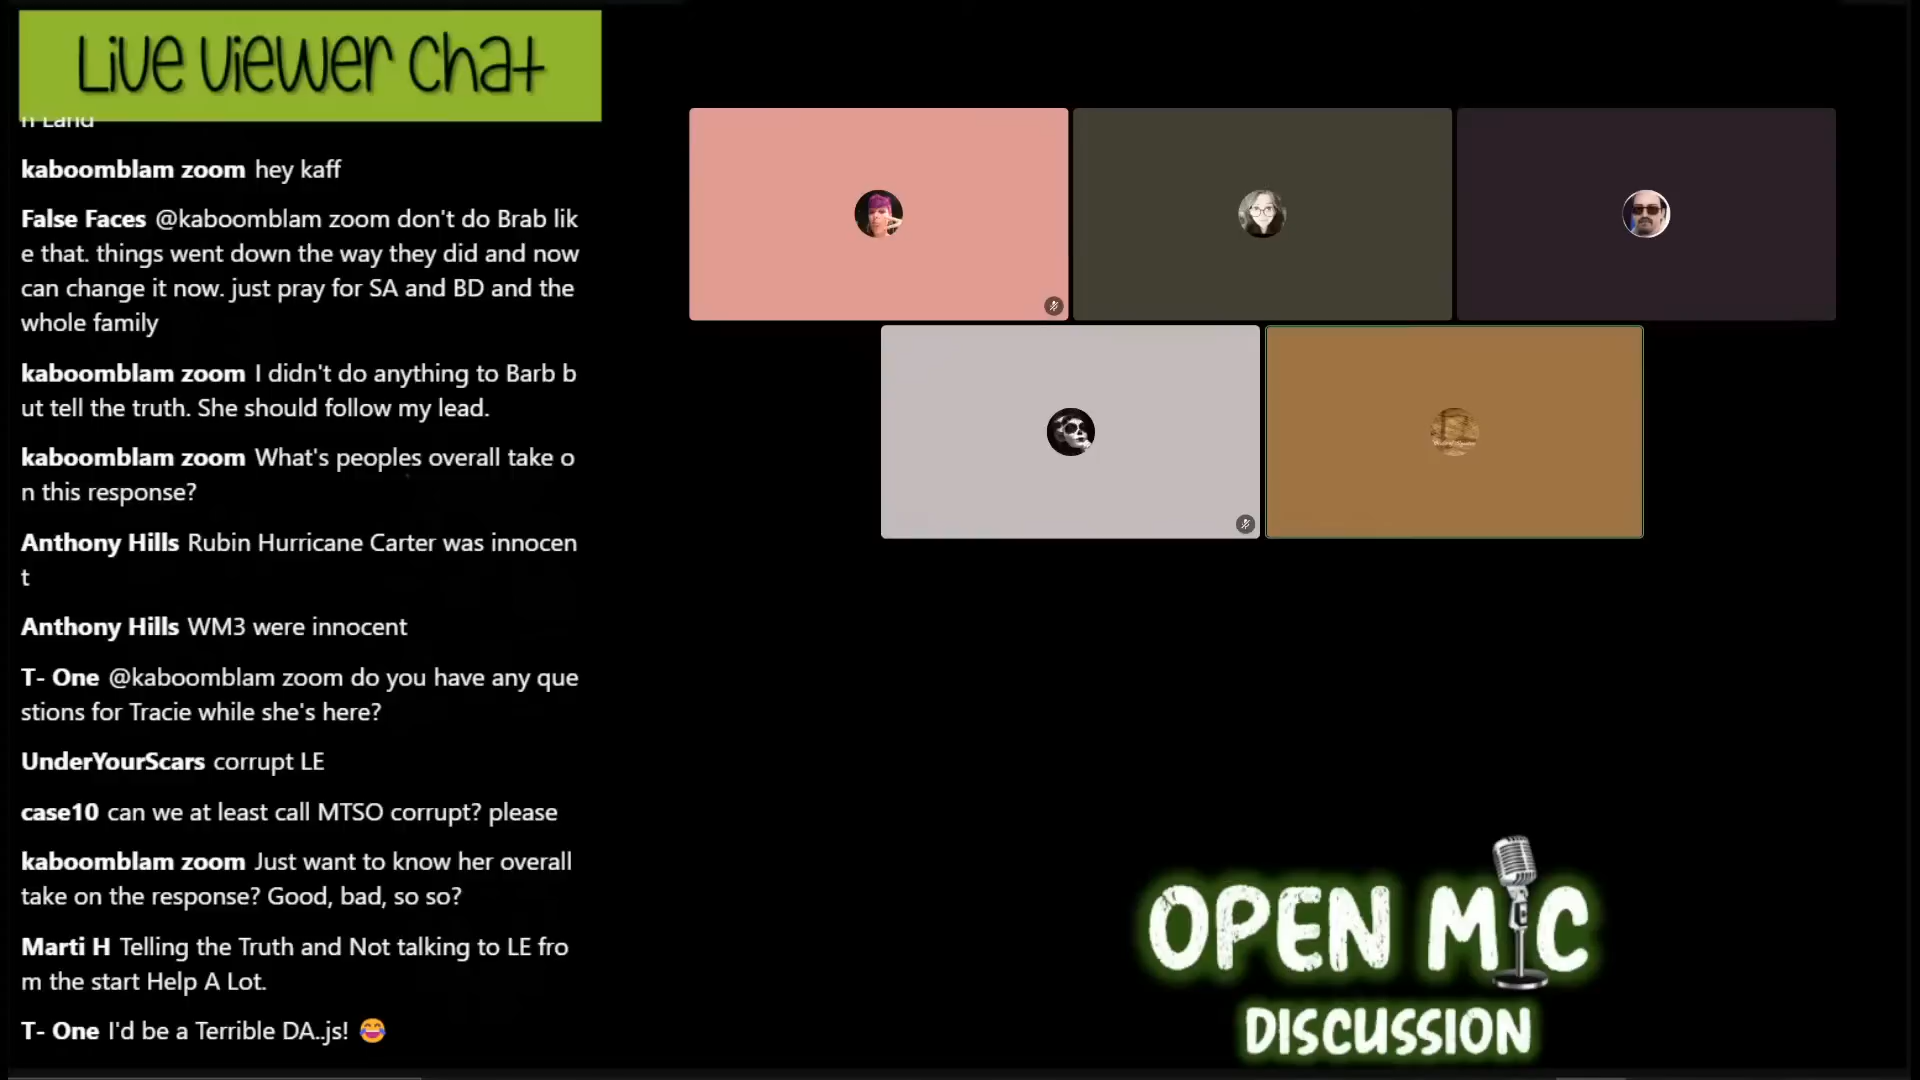 Live Viewer Chat
n Land
kaboomblam zoom hey kaff
False Faces @kaboomblam zoom don't do Brab lik
e that. things went down the way they did and now
can change it now. just pray for SA and BD and the
whole family
kaboomblam zoom I didn't do anything to Barb b
ut tell the truth. She should follow my lead.
kaboomblam zoom What's peoples overall take o
n this response?
Anthony Hills Rubin Hurricane Carter was innocen
t
Anthony Hills WM3 were innocent
T- One @kaboomblam zoom do you have any que
stions for Tracie while she's here?
UnderYourScars corrupt LE
case10 can we at least call MTSO corrupt? please
kaboomblam zoom Just want to know her overall
take on the response? Good, bad, so so?
Marti H Telling the Truth and Not talking to LE fro
m the start Help A Lot.
T- One I'd be a Terrible DA..js! 😂
OPEN MIC
DISCUSSION